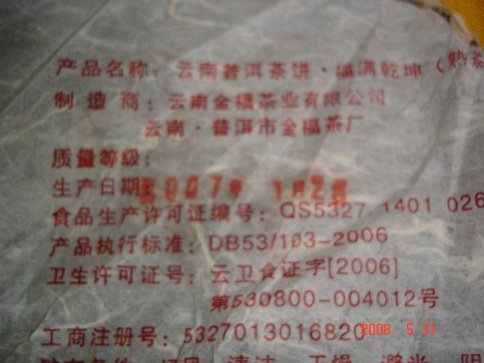 产品名称：云南普洱茶饼·福满乾坤（熟茶
制造商：云南金福茶业有限公司
云南·普洱市金福茶厂
质量等级：
生产日期：
食品生产许可证编号：QS5327 1401 026
产品执行标准：DB53/103-2006
卫生许可证号：云卫食证字[2006]
第530800-004012号
工商注册号：5327013016820
2008 5.31